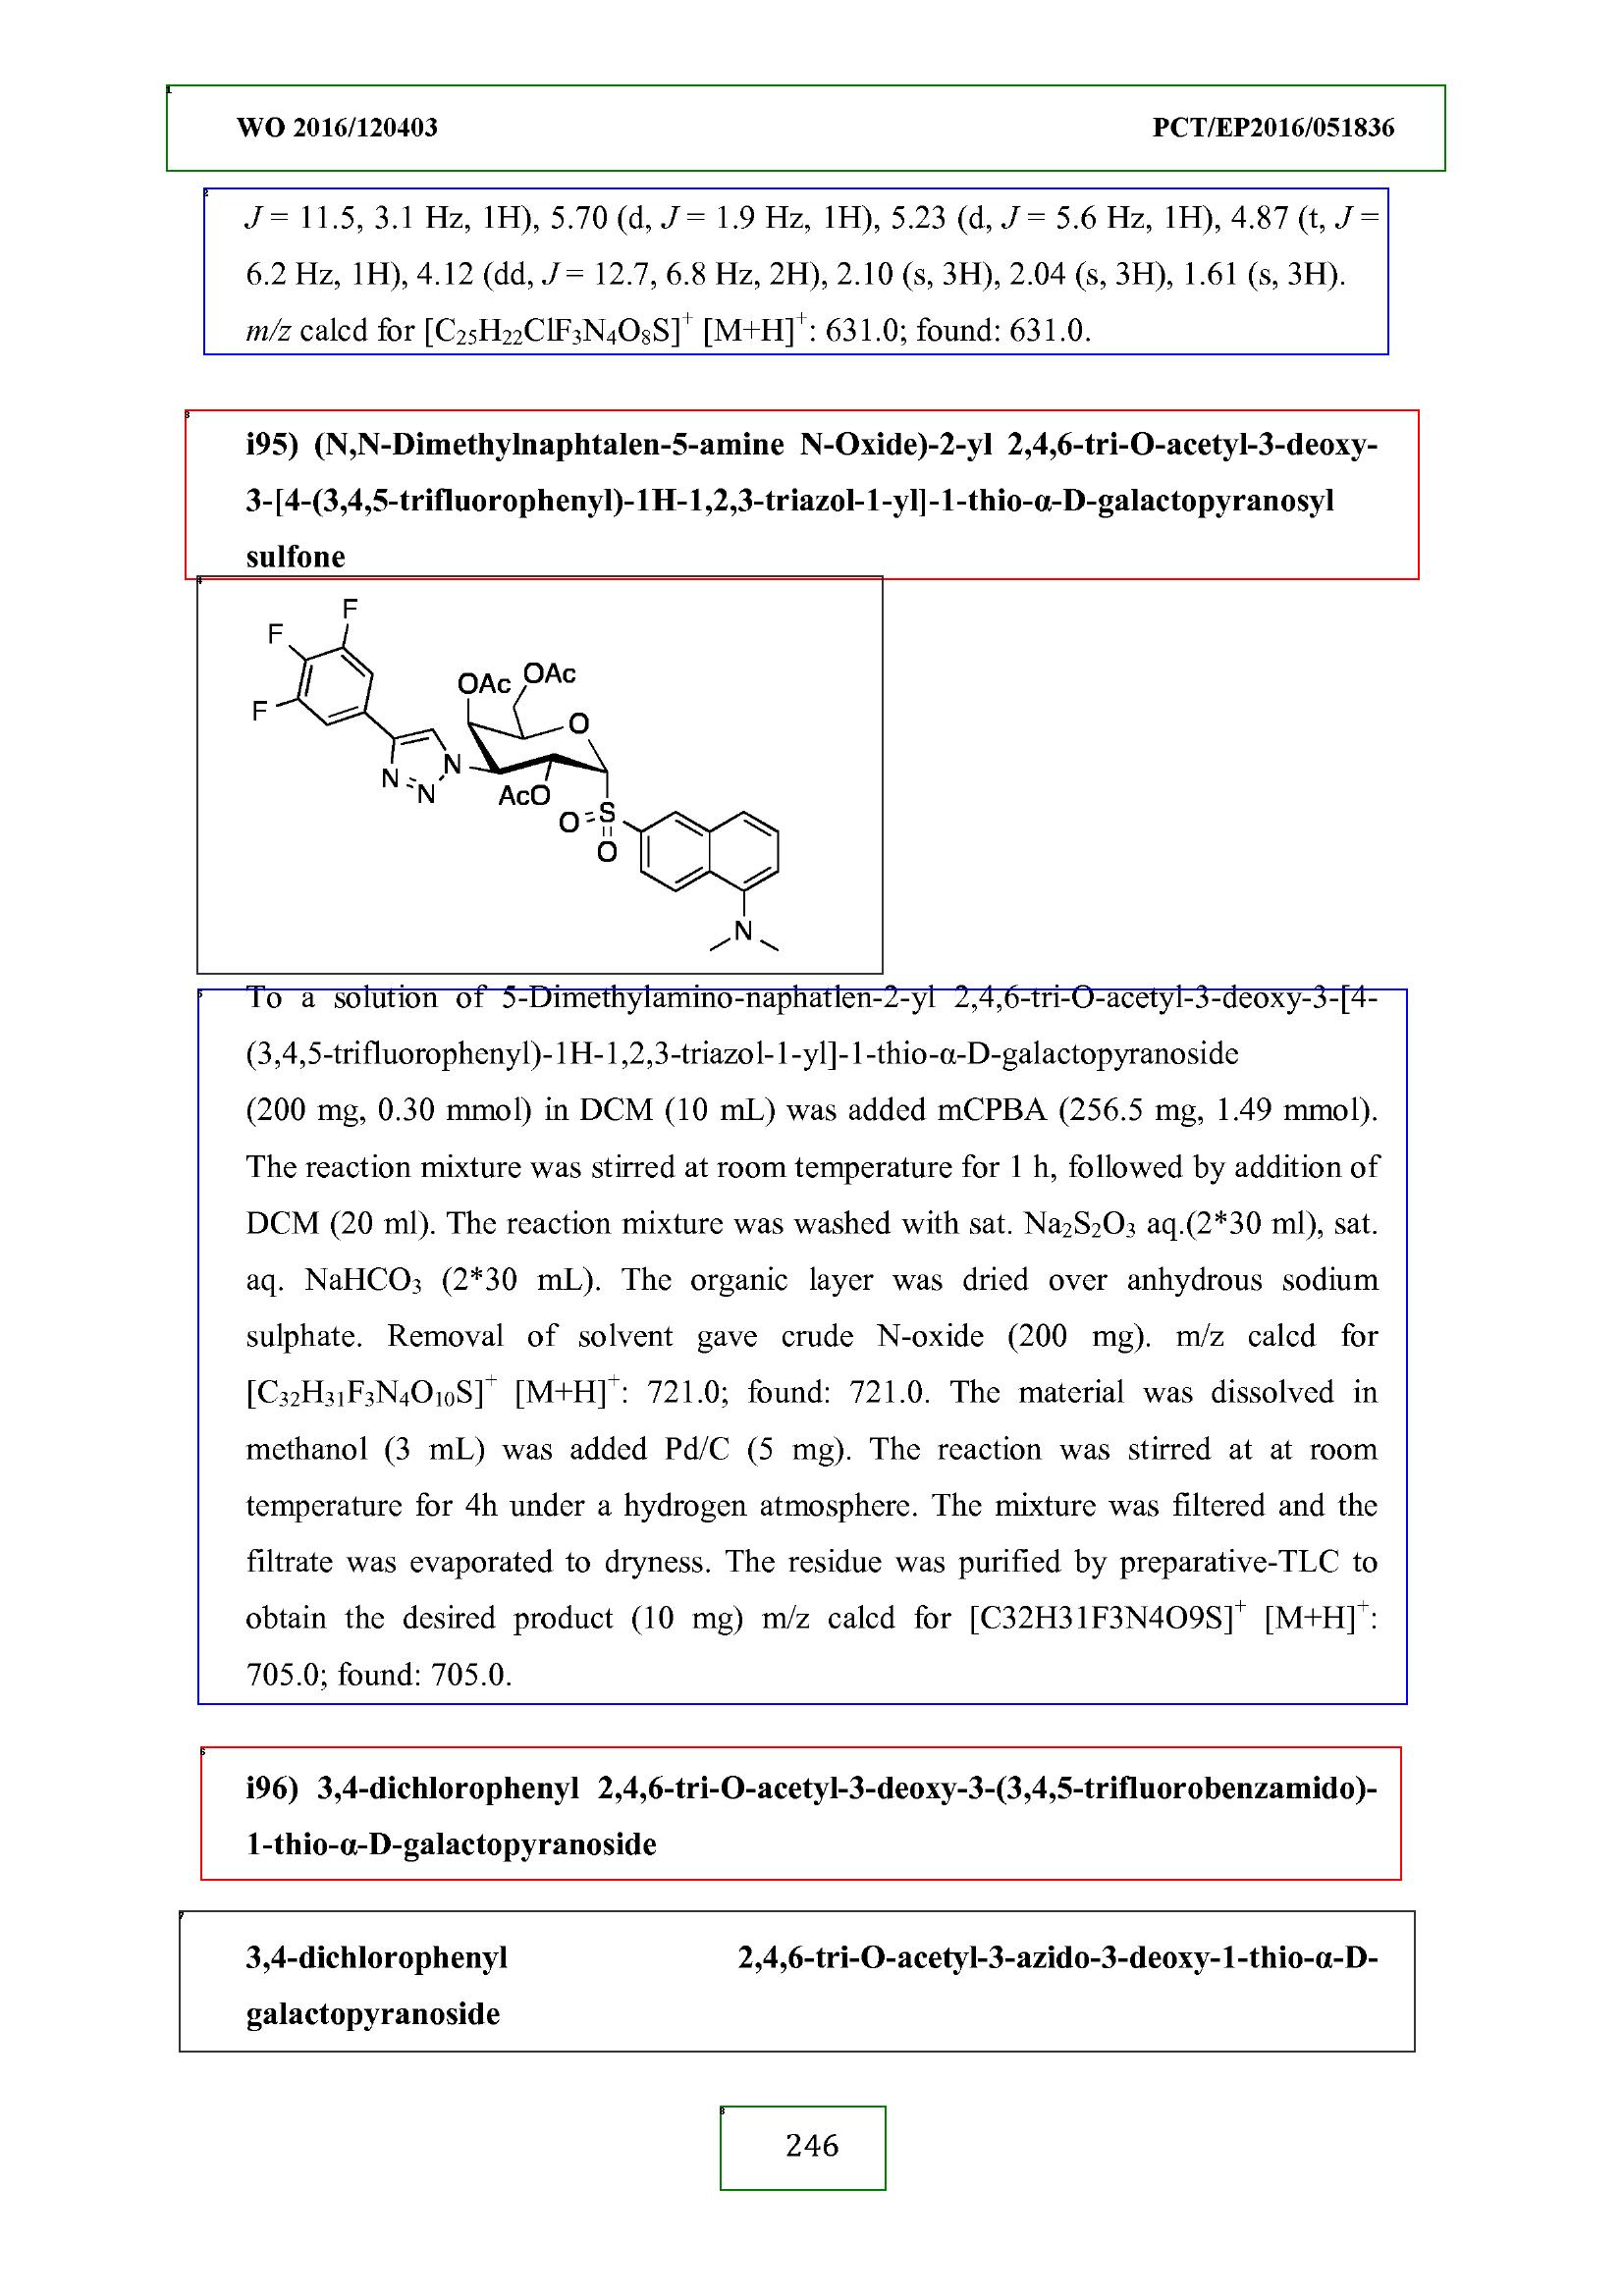 WO 2016/120403 PCT/EP2016/051836
J = 11.5, 3.1 Hz, 1H), 5.70 (d, J = 1.9 Hz, 1H), 5.23 (d, J = 5.6 Hz, 1H), 4.87 (t, J =
6.2 Hz, 1H), 4.12 (dd, J = 12.7, 6.8 Hz, 2H), 2.10 (s, 3H), 2.04 (s, 3H), 1.61 (s, 3H).
m/z calcd for [C₂₅H₂₂ClF₃N₄O₈S]⁺ [M+H]⁺: 631.0; found: 631.0.
i95) (N,N-Dimethylnaphtalen-5-amine N-Oxide)-2-yl 2,4,6-tri-O-acetyl-3-deoxy-
3-[4-(3,4,5-trifluorophenyl)-1H-1,2,3-triazol-1-yl]-1-thio-α-D-galactopyranosyl
sulfone
F
F
OAc
OAc
F
O
N
N
N
AcO
S
O
O
N
To a solution of 5-Dimethylamino-naphatlen-2-yl 2,4,6-tri-O-acetyl-3-deoxy-3-[4-
(3,4,5-trifluorophenyl)-1H-1,2,3-triazol-1-yl]-1-thio-α-D-galactopyranoside
(200 mg, 0.30 mmol) in DCM (10 mL) was added mCPBA (256.5 mg, 1.49 mmol).
The reaction mixture was stirred at room temperature for 1 h, followed by addition of
DCM (20 ml). The reaction mixture was washed with sat. Na₂S₂O₃ aq.(2*30 ml), sat.
aq. NaHCO₃ (2*30 mL). The organic layer was dried over anhydrous sodium
sulphate. Removal of solvent gave crude N-oxide (200 mg). m/z calcd for
[C₃₂H₃₁F₃N₄O₁₀S]⁺ [M+H]⁺: 721.0; found: 721.0. The material was dissolved in
methanol (3 mL) was added Pd/C (5 mg). The reaction was stirred at at room
temperature for 4h under a hydrogen atmosphere. The mixture was filtered and the
filtrate was evaporated to dryness. The residue was purified by preparative-TLC to
obtain the desired product (10 mg) m/z calcd for [C32H31F3N4O9S]⁺ [M+H]⁺:
705.0; found: 705.0.
i96) 3,4-dichlorophenyl 2,4,6-tri-O-acetyl-3-deoxy-3-(3,4,5-trifluorobenzamido)-
1-thio-α-D-galactopyranoside
3,4-dichlorophenyl 2,4,6-tri-O-acetyl-3-azido-3-deoxy-1-thio-α-D-
galactopyranoside
246